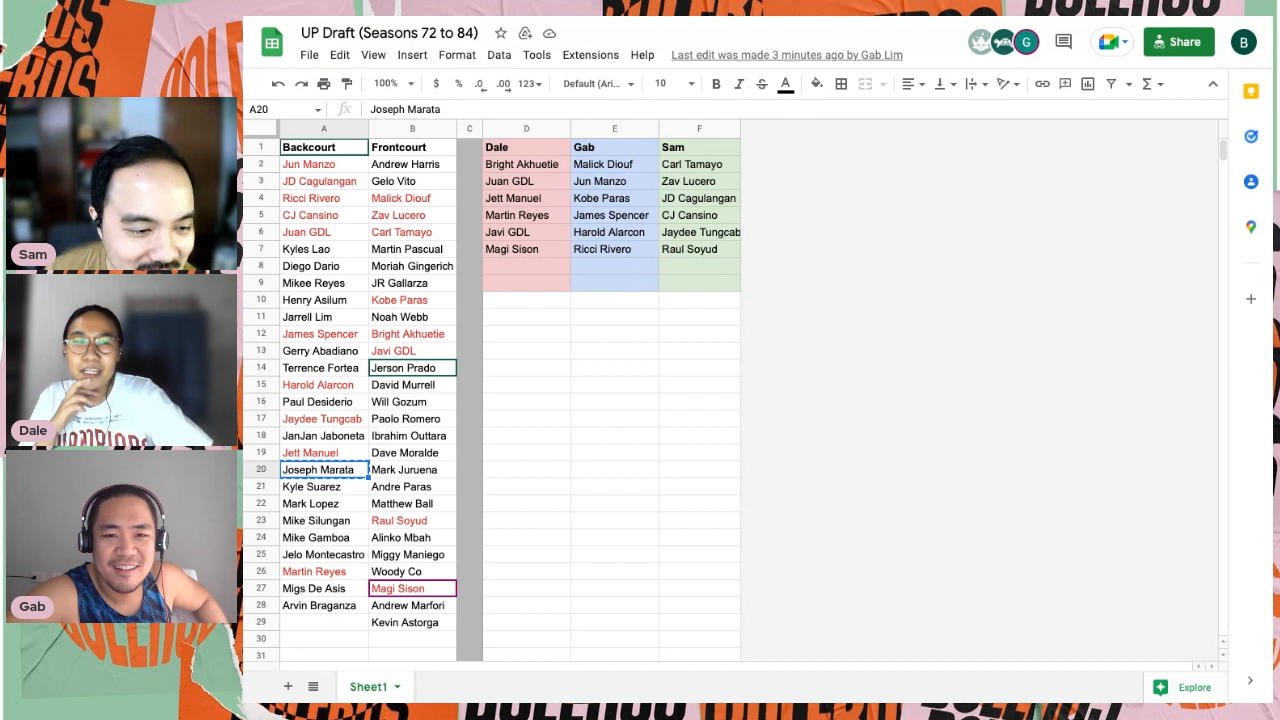 UP Draft (Seasons 72 to 84)
File Edit View Insert Format Data Tools Extensions Help Last edit was made 3 minutes ago by Gab Lim
G
Share
B
100% $ % .0 .00 123 Default (Ari... 10 B I S A
A20 fx Joseph Marata
A B C D E F
1 Backcourt Frontcourt Dale Gab Sam
2 Jun Manzo Andrew Harris Bright Akhuetie Malick Diouf Carl Tamayo
3 JD Cagulangan Gelo Vito Juan GDL Jun Manzo Zav Lucero
4 Ricci Rivero Malick Diouf Jett Manuel Kobe Paras JD Cagulangan
5 CJ Cansino Zav Lucero Martin Reyes James Spencer CJ Cansino
6 Juan GDL Carl Tamayo Javi GDL Harold Alarcon Jaydee Tungcab
7 Kyles Lao Martin Pascual Magi Sison Ricci Rivero Raul Soyud
8 Diego Dario Moriah Gingerich
9 Mikee Reyes JR Gallarza
10 Henry Asilum Kobe Paras
11 Jarrell Lim Noah Webb
12 James Spencer Bright Akhuetie
13 Gerry Abadiano Javi GDL
14 Terrence Fortea Jerson Prado
15 Harold Alarcon David Murrell
16 Paul Desiderio Will Gozum
17 Jaydee Tungcab Paolo Romero
18 JanJan Jaboneta Ibrahim Outtara
19 Jett Manuel Dave Moralde
20 Joseph Marata Mark Juruena
21 Kyle Suarez Andre Paras
22 Mark Lopez Matthew Ball
23 Mike Silungan Raul Soyud
24 Mike Gamboa Alinko Mbah
25 Jelo Montecastro Miggy Maniego
26 Martin Reyes Woody Co
27 Migs De Asis Magi Sison
28 Arvin Braganza Andrew Marfori
29 Kevin Astorga
30
31
Sheet1
Explore
Sam
Dale
Gab